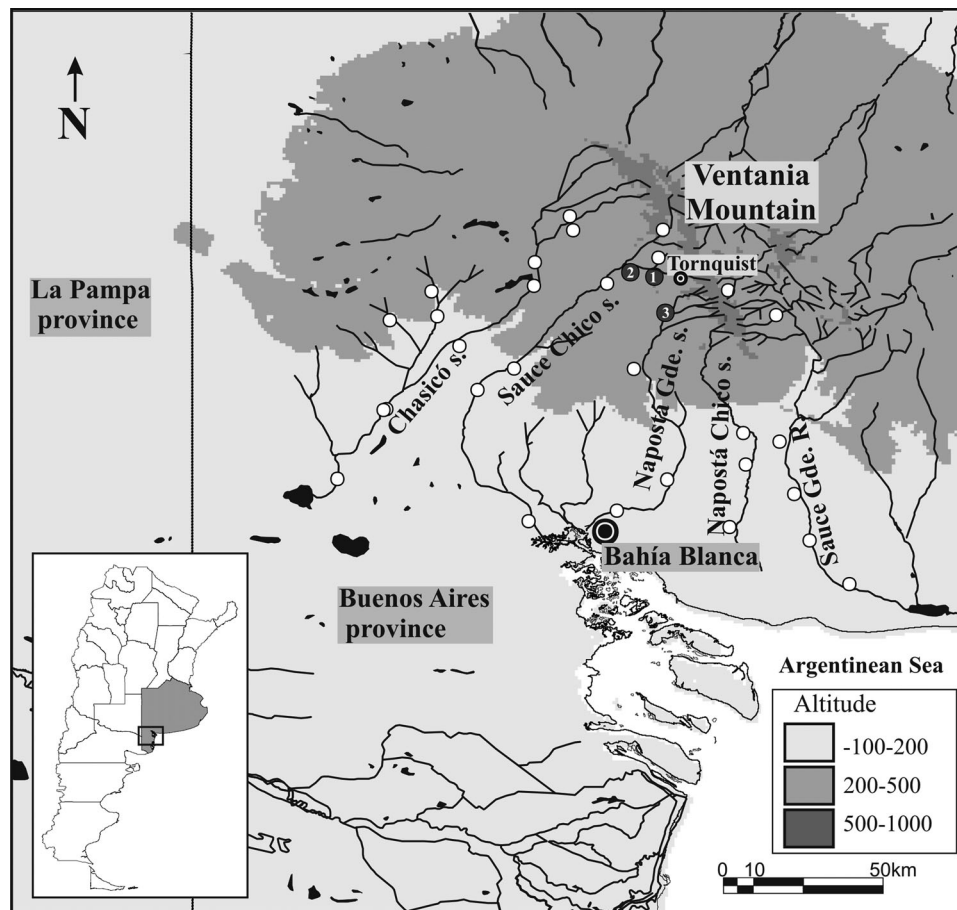 N
Ventania
Mountain
Tornquist
2
1
3
La Pampa
province
Chasicó s.
Sauce Chico s.
Naposta Gde. s.
Napostá Chico s.
Sauce Gde. R.
Bahía Blanca
Buenos Aires
province
Argentinean Sea
Altitude
-100-200
200-500
500-1000
0 10 50km